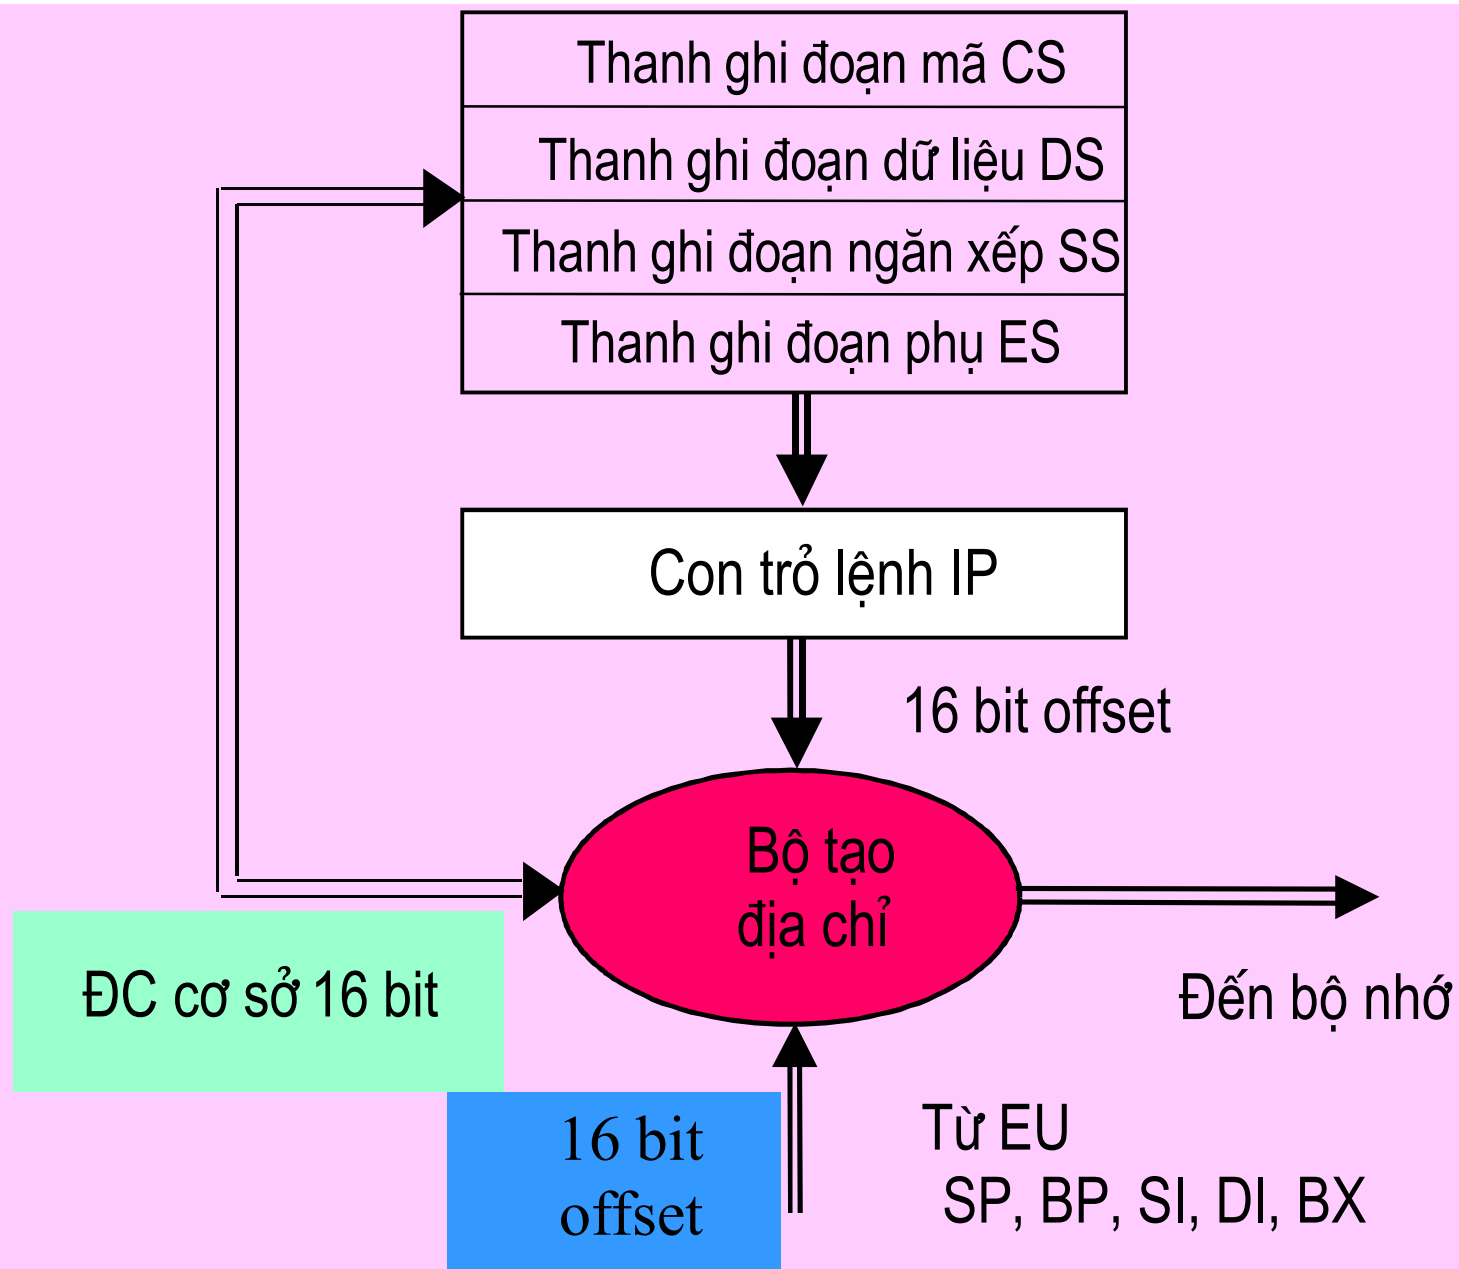 Thanh ghi đoạn mã CS
Thanh ghi đoạn dữ liệu DS
Thanh ghi đoạn ngăn xếp SS
Thanh ghi đoạn phụ ES
Con trỏ lệnh IP
16 bit offset
Bộ tạo
địa chỉ
ĐC cơ sở 16 bit
Đến bộ nhớ
16 bit
offset
Từ EU
SP, BP, SI, DI, BX